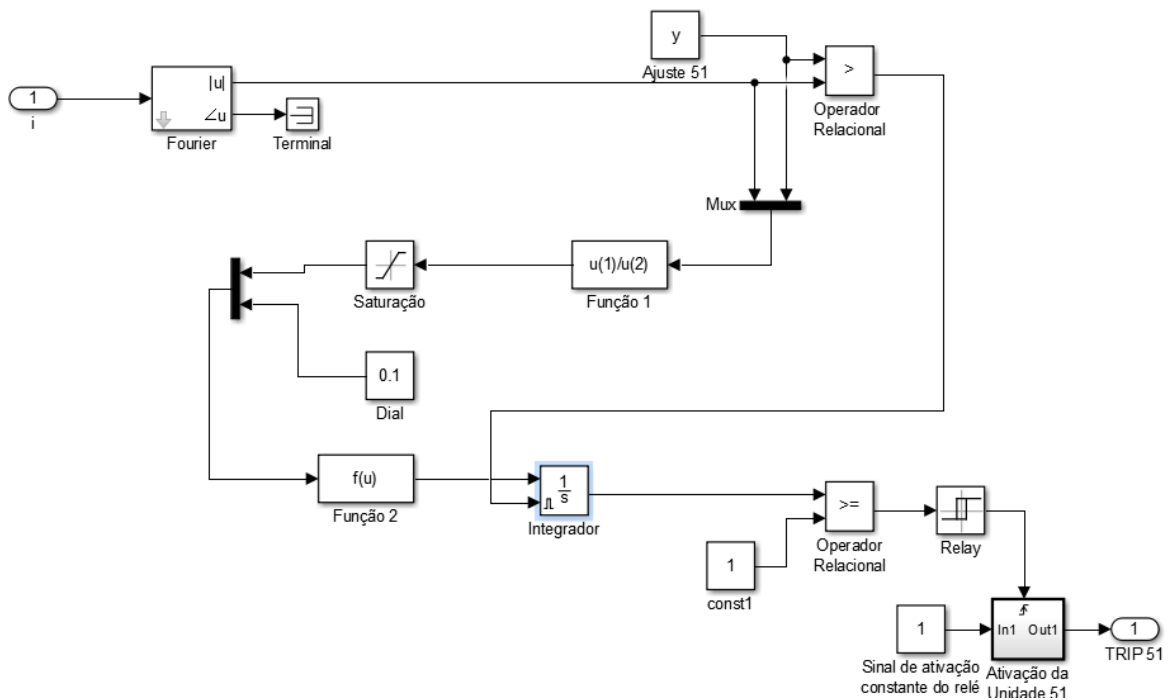 y
Ajuste 51
>
Operador
Relacional
1
i
|u|
∠u
Fourier
Terminal
Mux
u(1)/u(2)
Função 1
Saturação
0.1
Dial
f(u)
Função 2
1
s
Integrador
>=
Operador
Relacional
Relay
1
const1
1
Sinal de ativação
constante do relé
In1 Out1
Ativação da
Unidade 51
1
TRIP 51